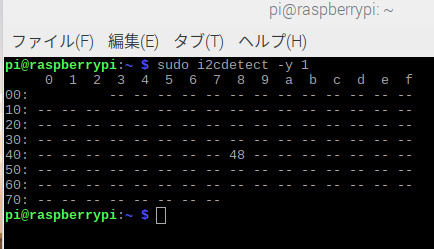 pi@raspberrypi: ~
ファイル(F) 編集(E) タブ(T) ヘルプ(H)
pi@raspberrypi:~ $ sudo i2cdetect -y 1
     0  1  2  3  4  5  6  7  8  9  a  b  c  d  e  f
00:          -- -- -- -- -- -- -- -- -- -- -- -- --
10: -- -- -- -- -- -- -- -- -- -- -- -- -- -- -- --
20: -- -- -- -- -- -- -- -- -- -- -- -- -- -- -- --
30: -- -- -- -- -- -- -- -- -- -- -- -- -- -- -- --
40: -- -- -- -- -- -- -- -- 48 -- -- -- -- -- -- --
50: -- -- -- -- -- -- -- -- -- -- -- -- -- -- -- --
60: -- -- -- -- -- -- -- -- -- -- -- -- -- -- -- --
70: -- -- -- -- -- -- -- --
pi@raspberrypi:~ $